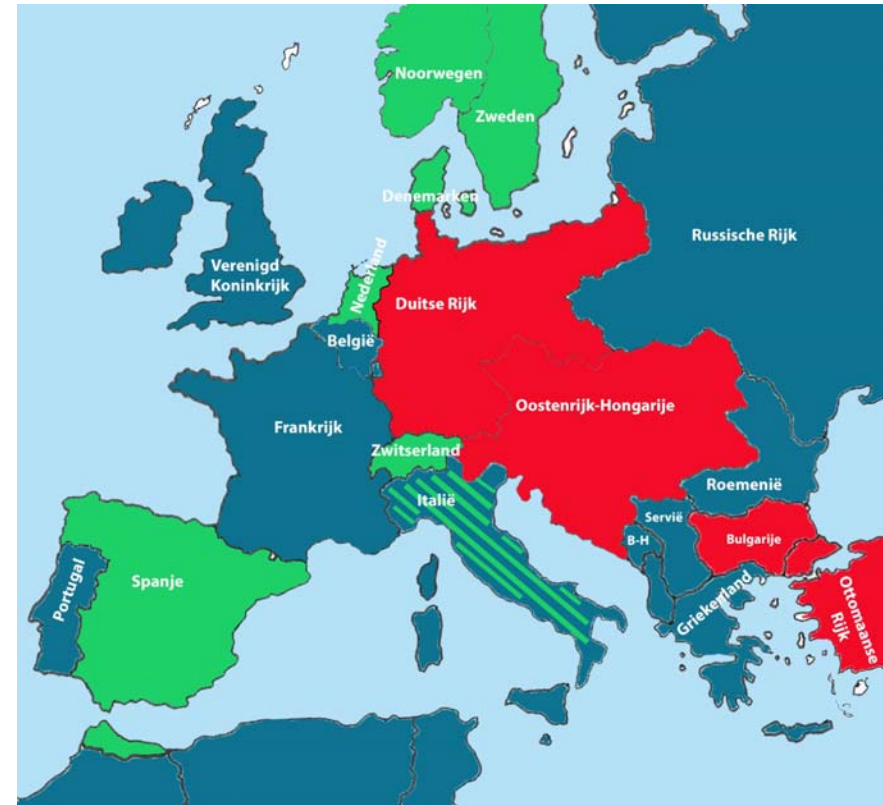 Noorwegen
Zweden
Denemarken
Russische Rijk
Verenigd
Koninkrijk
Nederland
Duitse Rijk
België
Oostenrijk-Hongarije
Frankrijk
Zwitserland
Roemenië
Italië
Servië
B-H
Bulgarije
Spanje
Portugal
Griekenland
Ottomaanse
Rijk